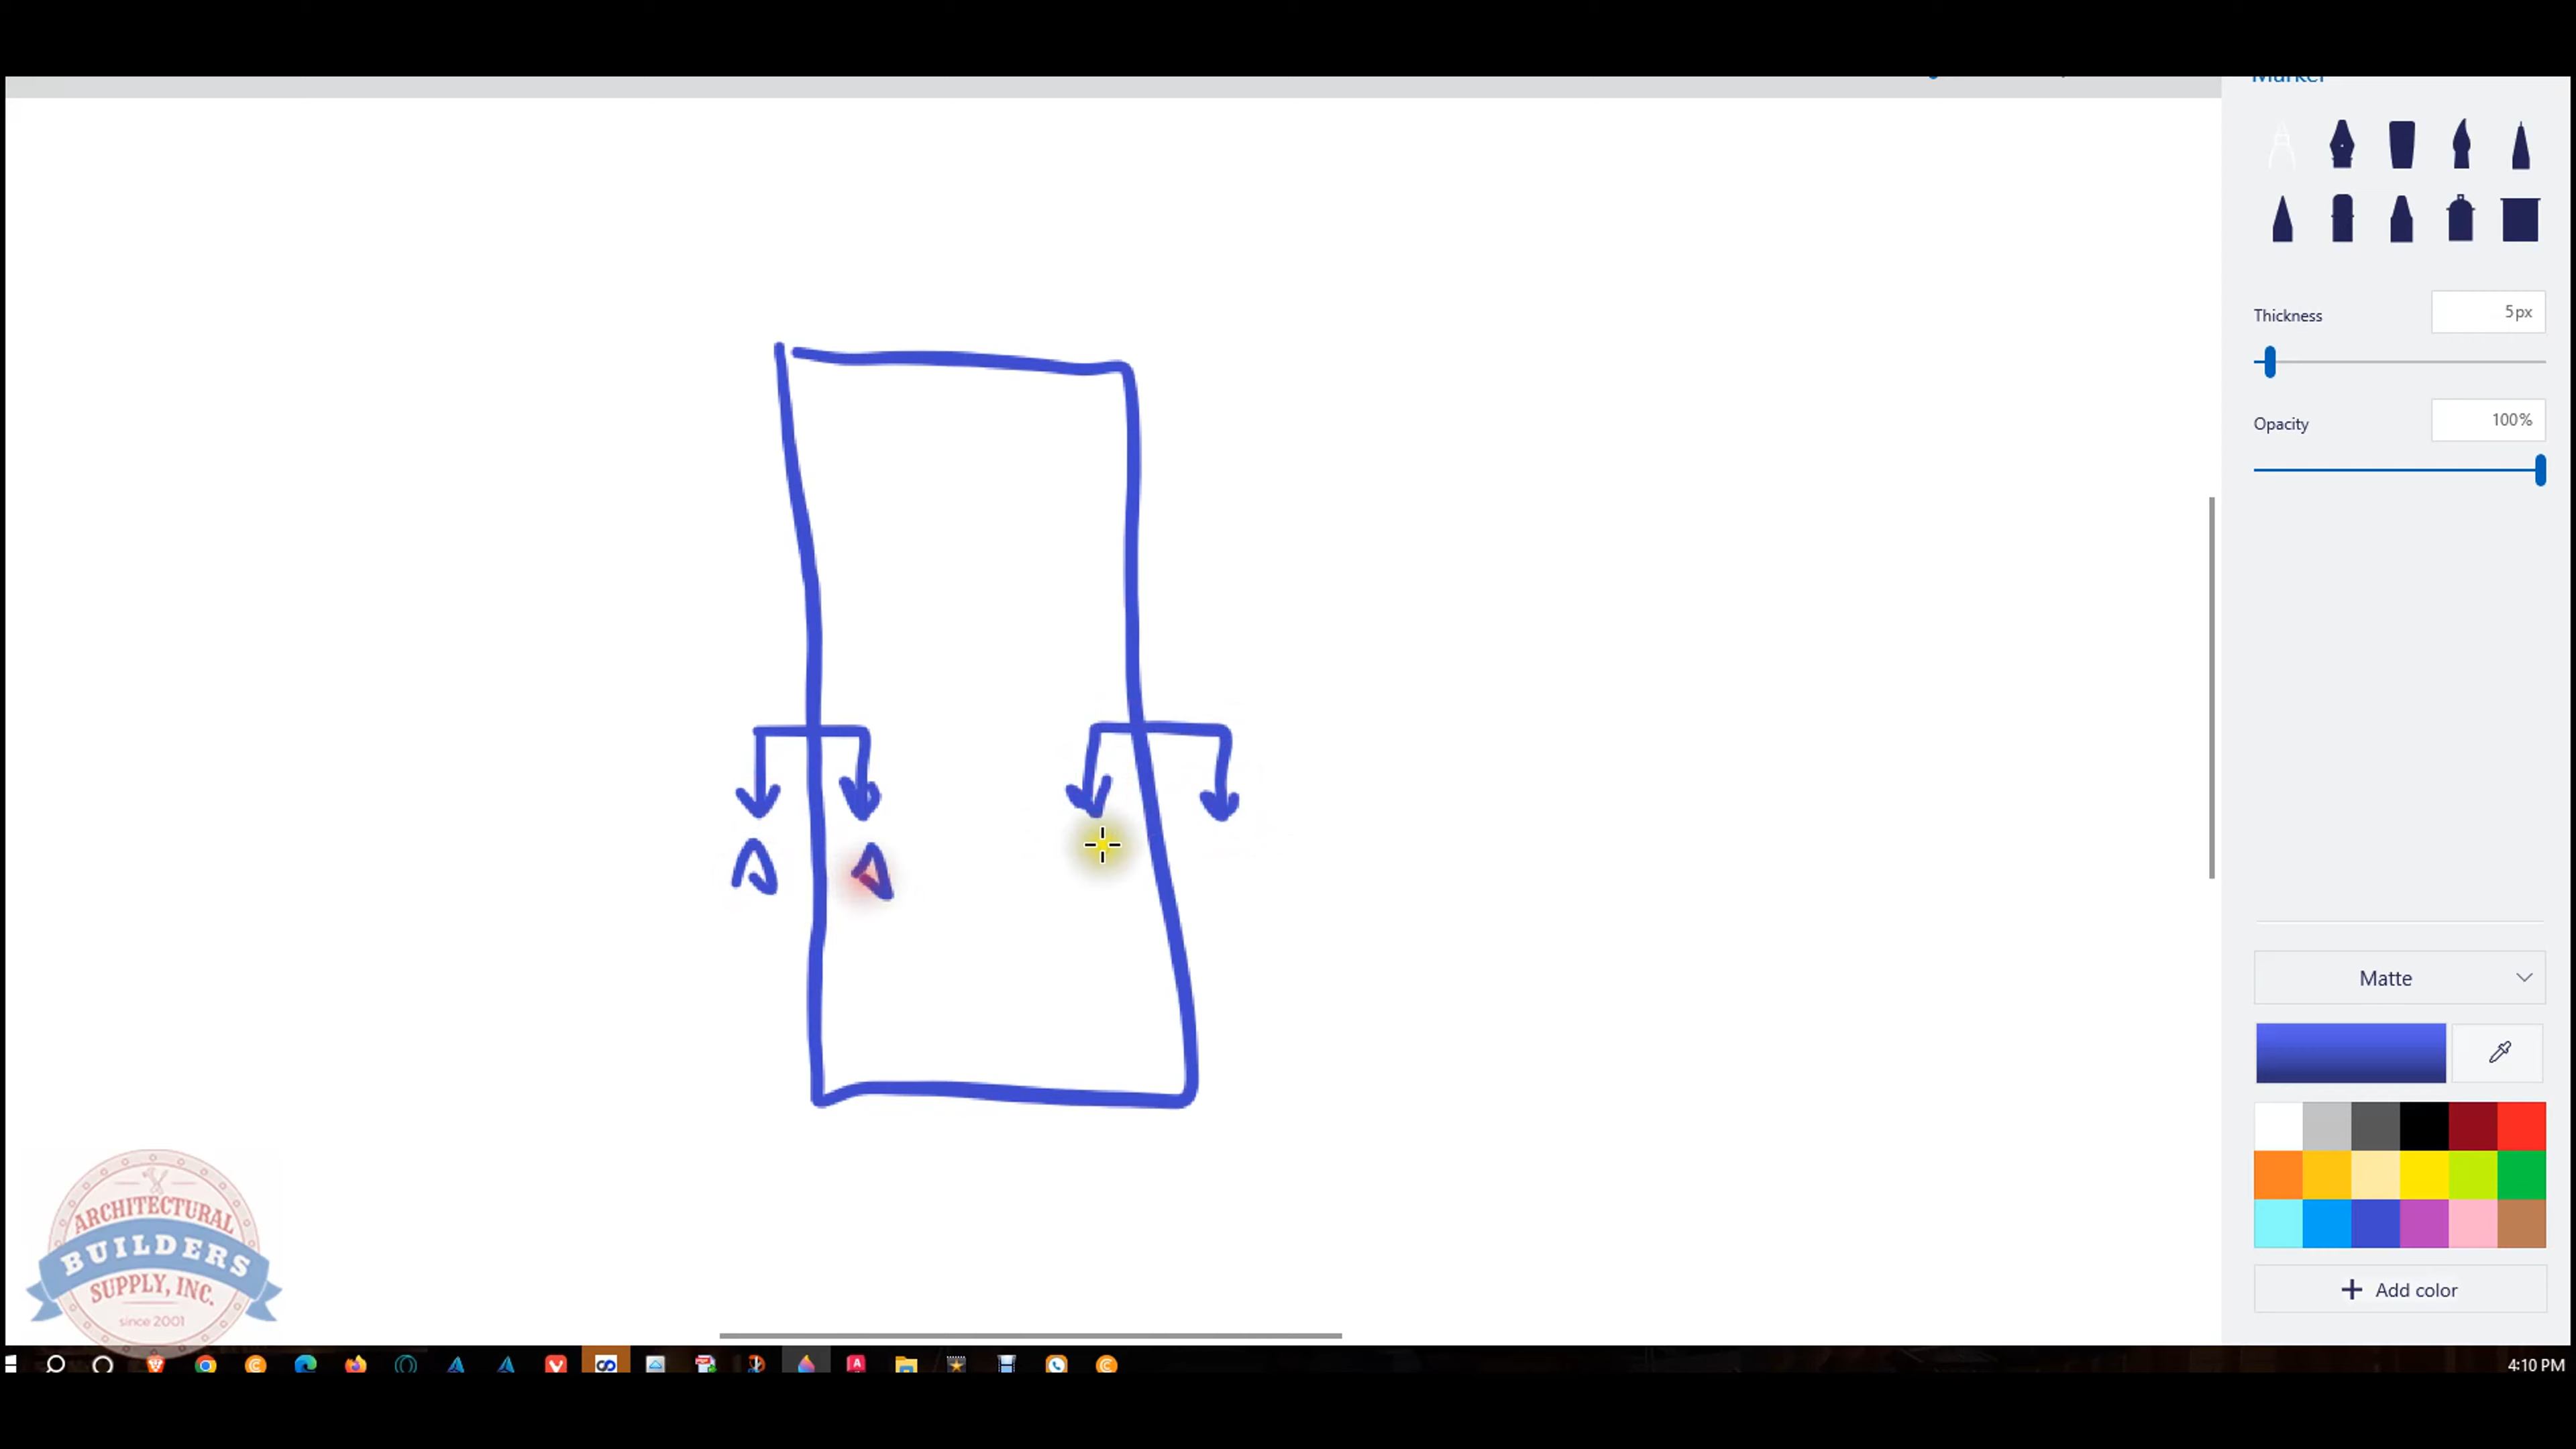 Thickness
5px
Opacity
100%
A
A
Matte
Add color
ARCHITECTURAL
BUILDERS
SUPPLY, INC.
since 2001
4:10 PM